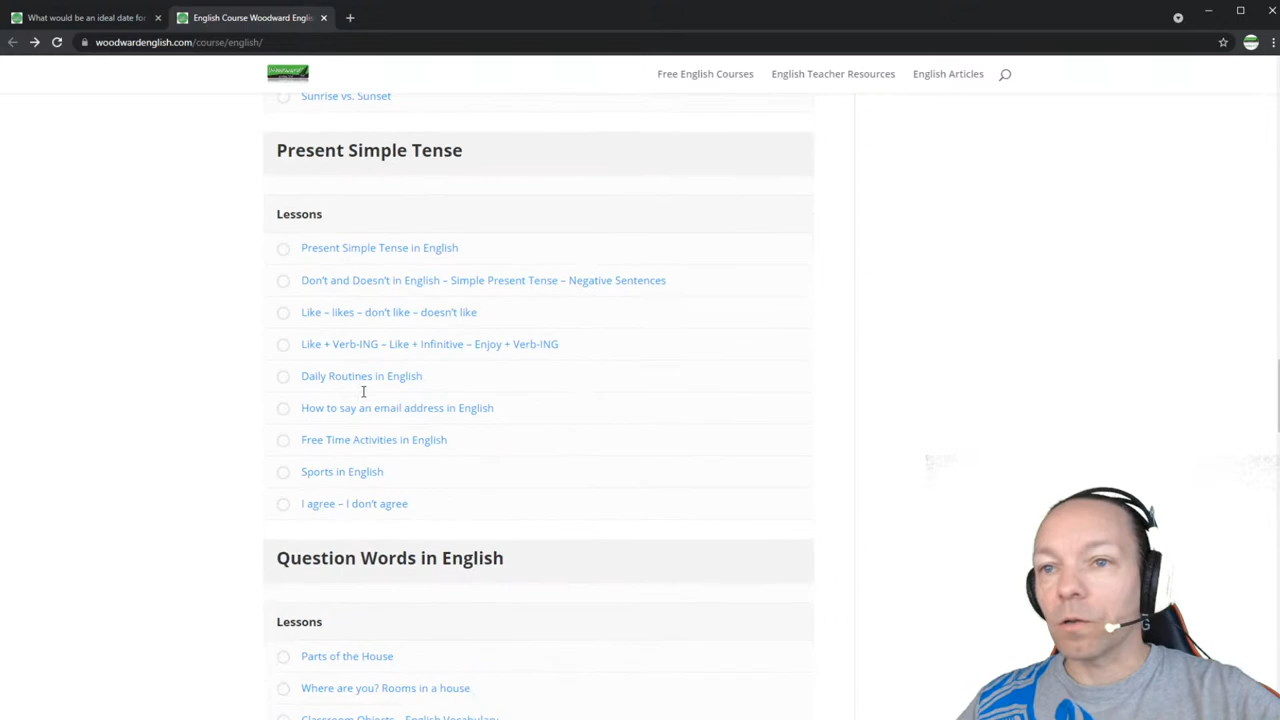 What would be an ideal date for
English Course Woodward Englis
woodwardenglish.com/course/english/
Free English Courses
English Teacher Resources
English Articles
Sunrise vs. Sunset
Present Simple Tense
Lessons
Present Simple Tense in English
Don't and Doesn't in English – Simple Present Tense – Negative Sentences
Like – likes – don't like – doesn't like
Like + Verb-ING – Like + Infinitive – Enjoy + Verb-ING
Daily Routines in English
How to say an email address in English
Free Time Activities in English
Sports in English
I agree – I don't agree
Question Words in English
Lessons
Parts of the House
Where are you? Rooms in a house
Classroom Objects – English Vocabulary